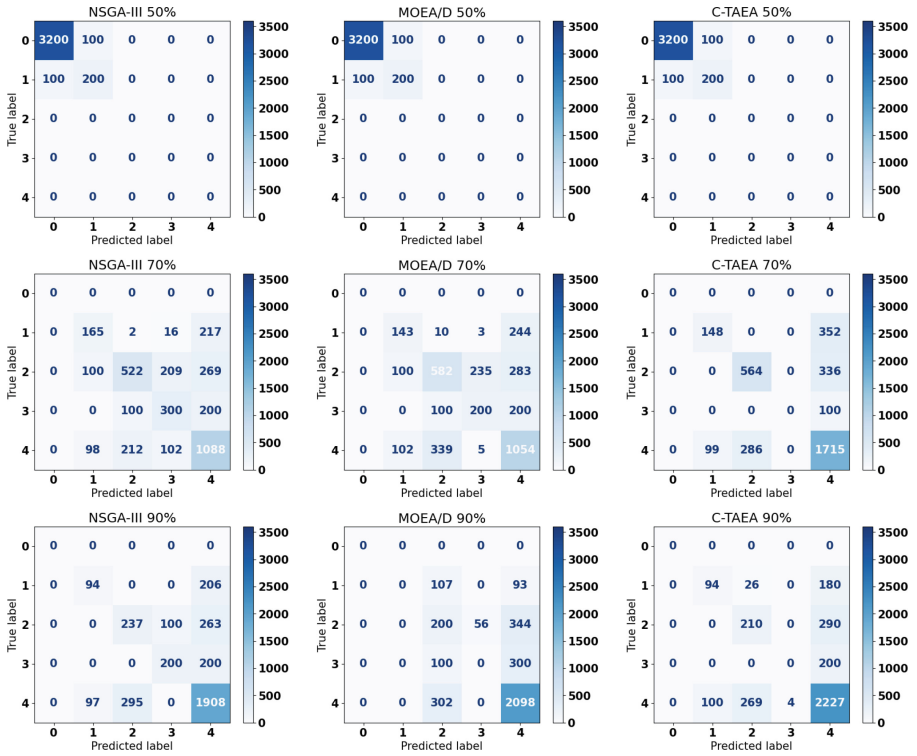 NSGA-III 50%
MOEA/D 50%
C-TAEA 50%
0 3200 100 0 0 0 3500
0 3200 100 0 0 0 3500
0 3200 100 0 0 0 3500
3000
3000
3000
1 100 200 0 0 0 2500
1 100 200 0 0 0 2500
1 100 200 0 0 0 2500
True label 2 0 0 0 0 0 2000
True label 2 0 0 0 0 0 2000
True label 2 0 0 0 0 0 2000
1500
1500
1500
3 0 0 0 0 0 1000
3 0 0 0 0 0 1000
3 0 0 0 0 0 1000
500
500
500
4 0 0 0 0 0 0
4 0 0 0 0 0 0
4 0 0 0 0 0 0
0 1 2 3 4
0 1 2 3 4
0 1 2 3 4
Predicted label
Predicted label
Predicted label
NSGA-III 70%
MOEA/D 70%
C-TAEA 70%
0 0 0 0 0 0 3500
0 0 0 0 0 0 3500
0 0 0 0 0 0 3500
3000
3000
3000
1 0 165 2 16 217 2500
1 0 143 10 3 244 2500
1 0 148 0 0 352 2500
True label 2 0 100 522 209 269 2000
True label 2 0 100 582 235 283 2000
True label 2 0 0 564 0 336 2000
1500
1500
1500
3 0 0 100 300 200 1000
3 0 0 100 200 200 1000
3 0 0 0 0 100 1000
500
500
500
4 0 98 212 102 1088 0
4 0 102 339 5 1054 0
4 0 99 286 0 1715 0
0 1 2 3 4
0 1 2 3 4
0 1 2 3 4
Predicted label
Predicted label
Predicted label
NSGA-III 90%
MOEA/D 90%
C-TAEA 90%
0 0 0 0 0 0 3500
0 0 0 0 0 0 3500
0 0 0 0 0 0 3500
3000
3000
3000
1 0 94 0 0 206 2500
1 0 0 107 0 93 2500
1 0 94 26 0 180 2500
True label 2 0 0 237 100 263 2000
True label 2 0 0 200 56 344 2000
True label 2 0 0 210 0 290 2000
1500
1500
1500
3 0 0 0 200 200 1000
3 0 0 100 0 300 1000
3 0 0 0 0 200 1000
500
500
500
4 0 97 295 0 1908 0
4 0 0 302 0 2098 0
4 0 100 269 4 2227 0
0 1 2 3 4
0 1 2 3 4
0 1 2 3 4
Predicted label
Predicted label
Predicted label